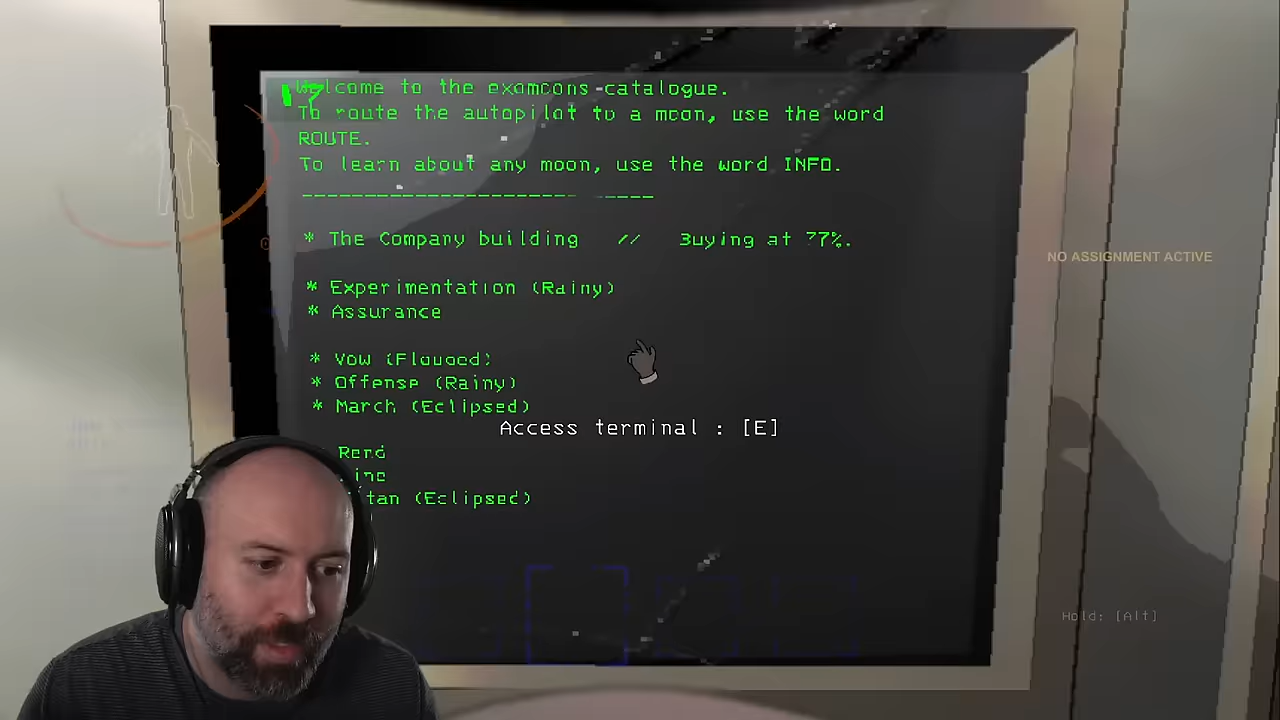 Welcome to the exomoons catalogue.
To route the autopilot to a moon, use the word
ROUTE.
To learn about any moon, use the word INFO.
* The Company building // Buying at 77%.
NO ASSIGNMENT ACTIVE
* Experimentation (Rainy)
* Assurance
* Vow (Flooded)
* Offense (Rainy)
* March (Eclipsed)
Access terminal : [E]
Rend
(Eclipsed)
Hold: [Alt]